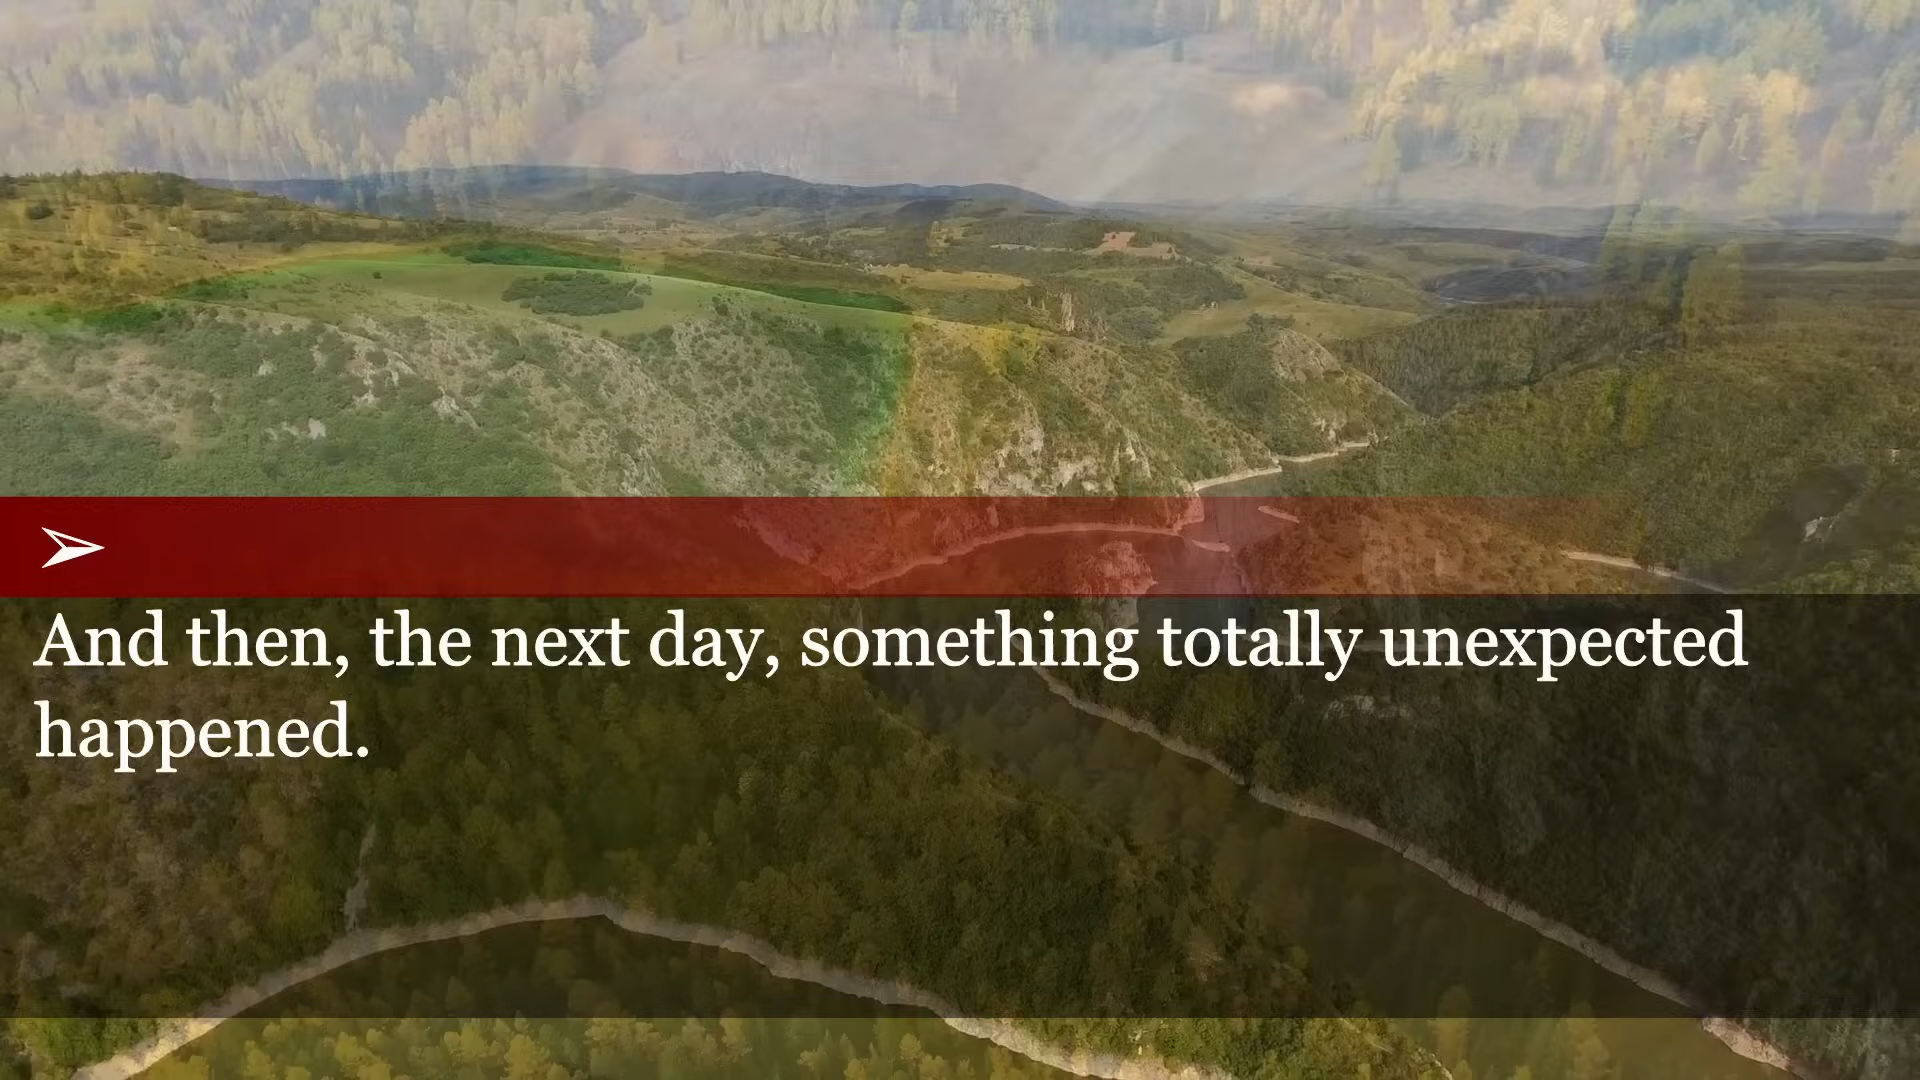 And then, the next day, something totally unexpected
happened.